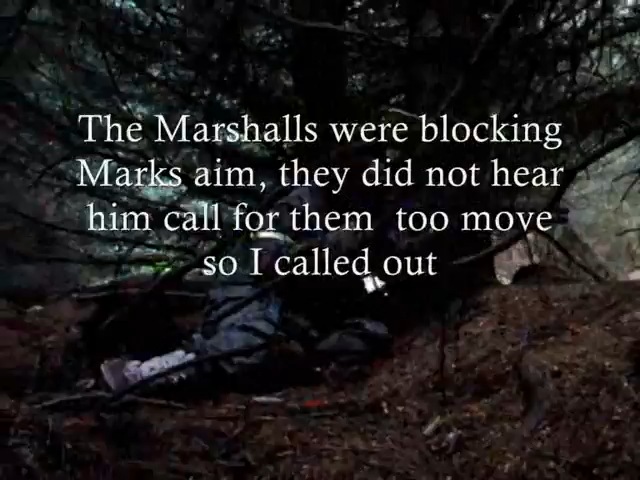 The Marshalls were blocking
Marks aim, they did not hear
him call for them  too move
so I called out